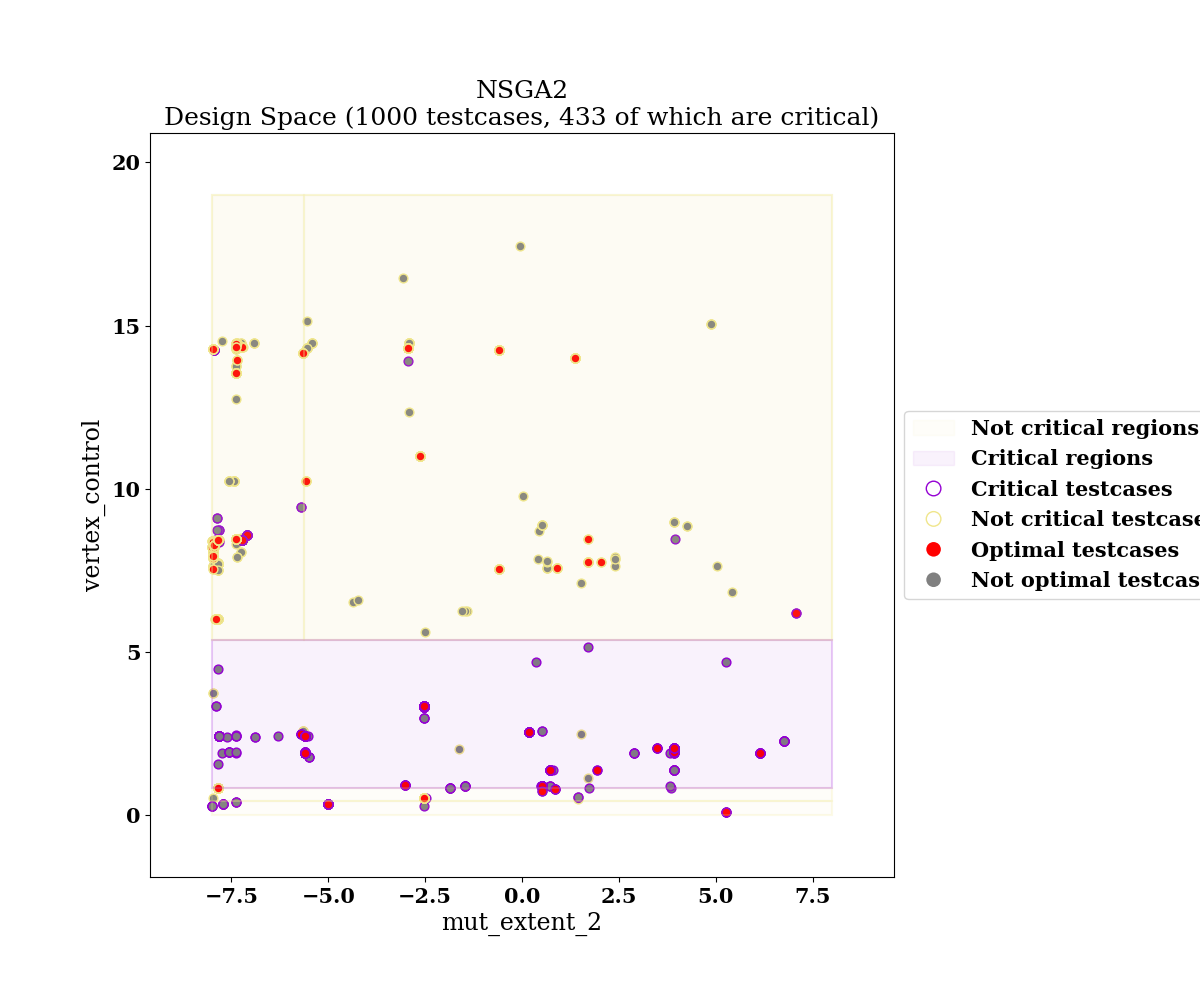 NSGA2
Design Space (1000 testcases, 433 of which are critical)
20
15
10
5
0
vertex_control
−7.5 −5.0 −2.5 0.0 2.5 5.0 7.5
mut_extent_2
Not critical regions
Critical regions
Critical testcases
Not critical testcase
Optimal testcases
Not optimal testcas